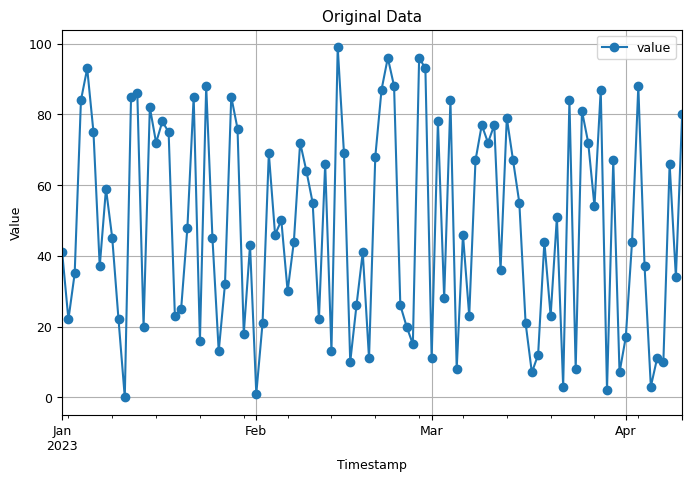 Original Data
value
Value
100
80
60
40
20
0
Jan
2023
Feb
Mar
Apr
Timestamp